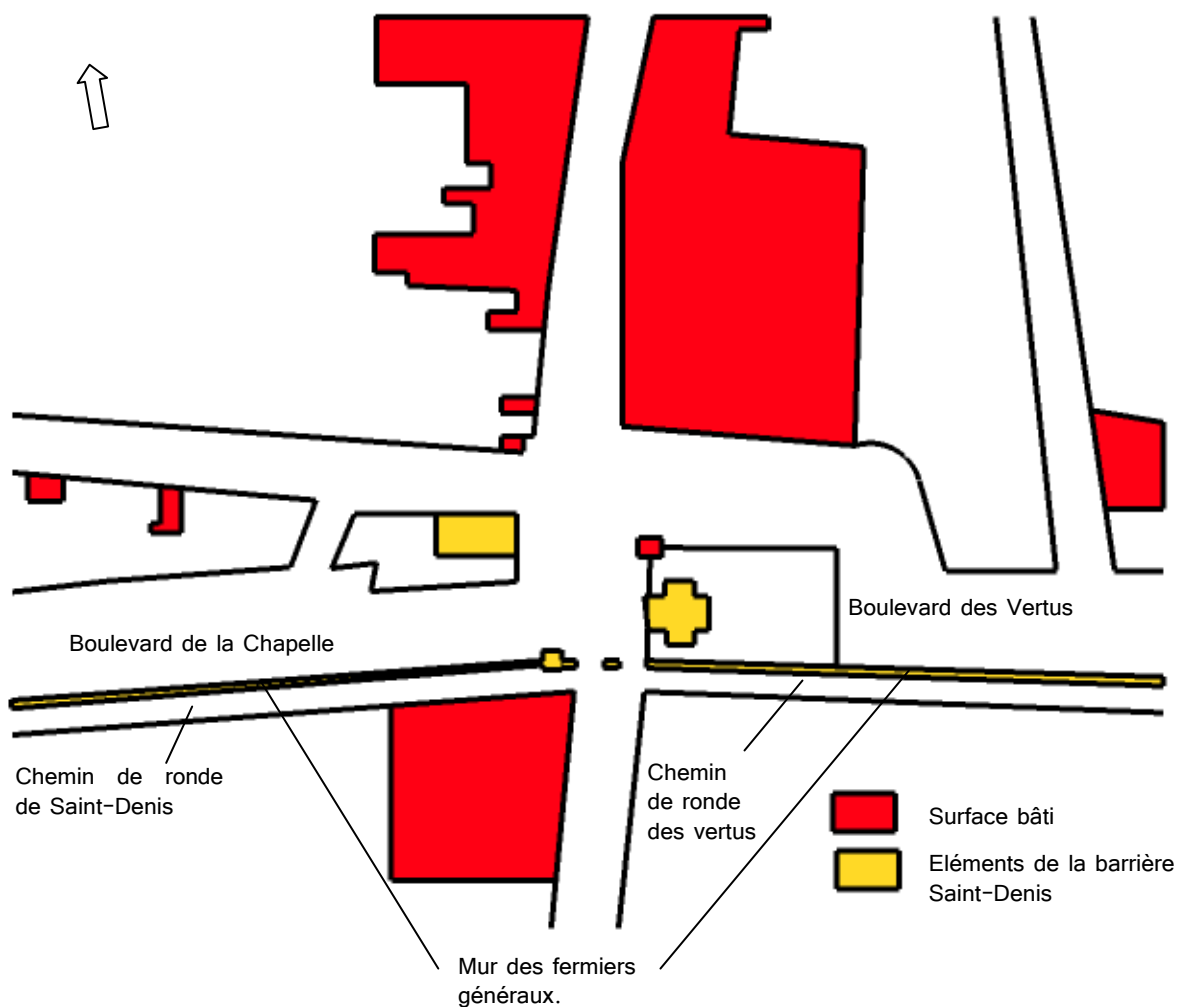 Boulevard des Vertus
Boulevard de la Chapelle
Chemin de ronde
de Saint-Denis
Chemin
de ronde
des vertus
Surface bâti
Eléments de la barrière
Saint-Denis
Mur des fermiers
généraux.